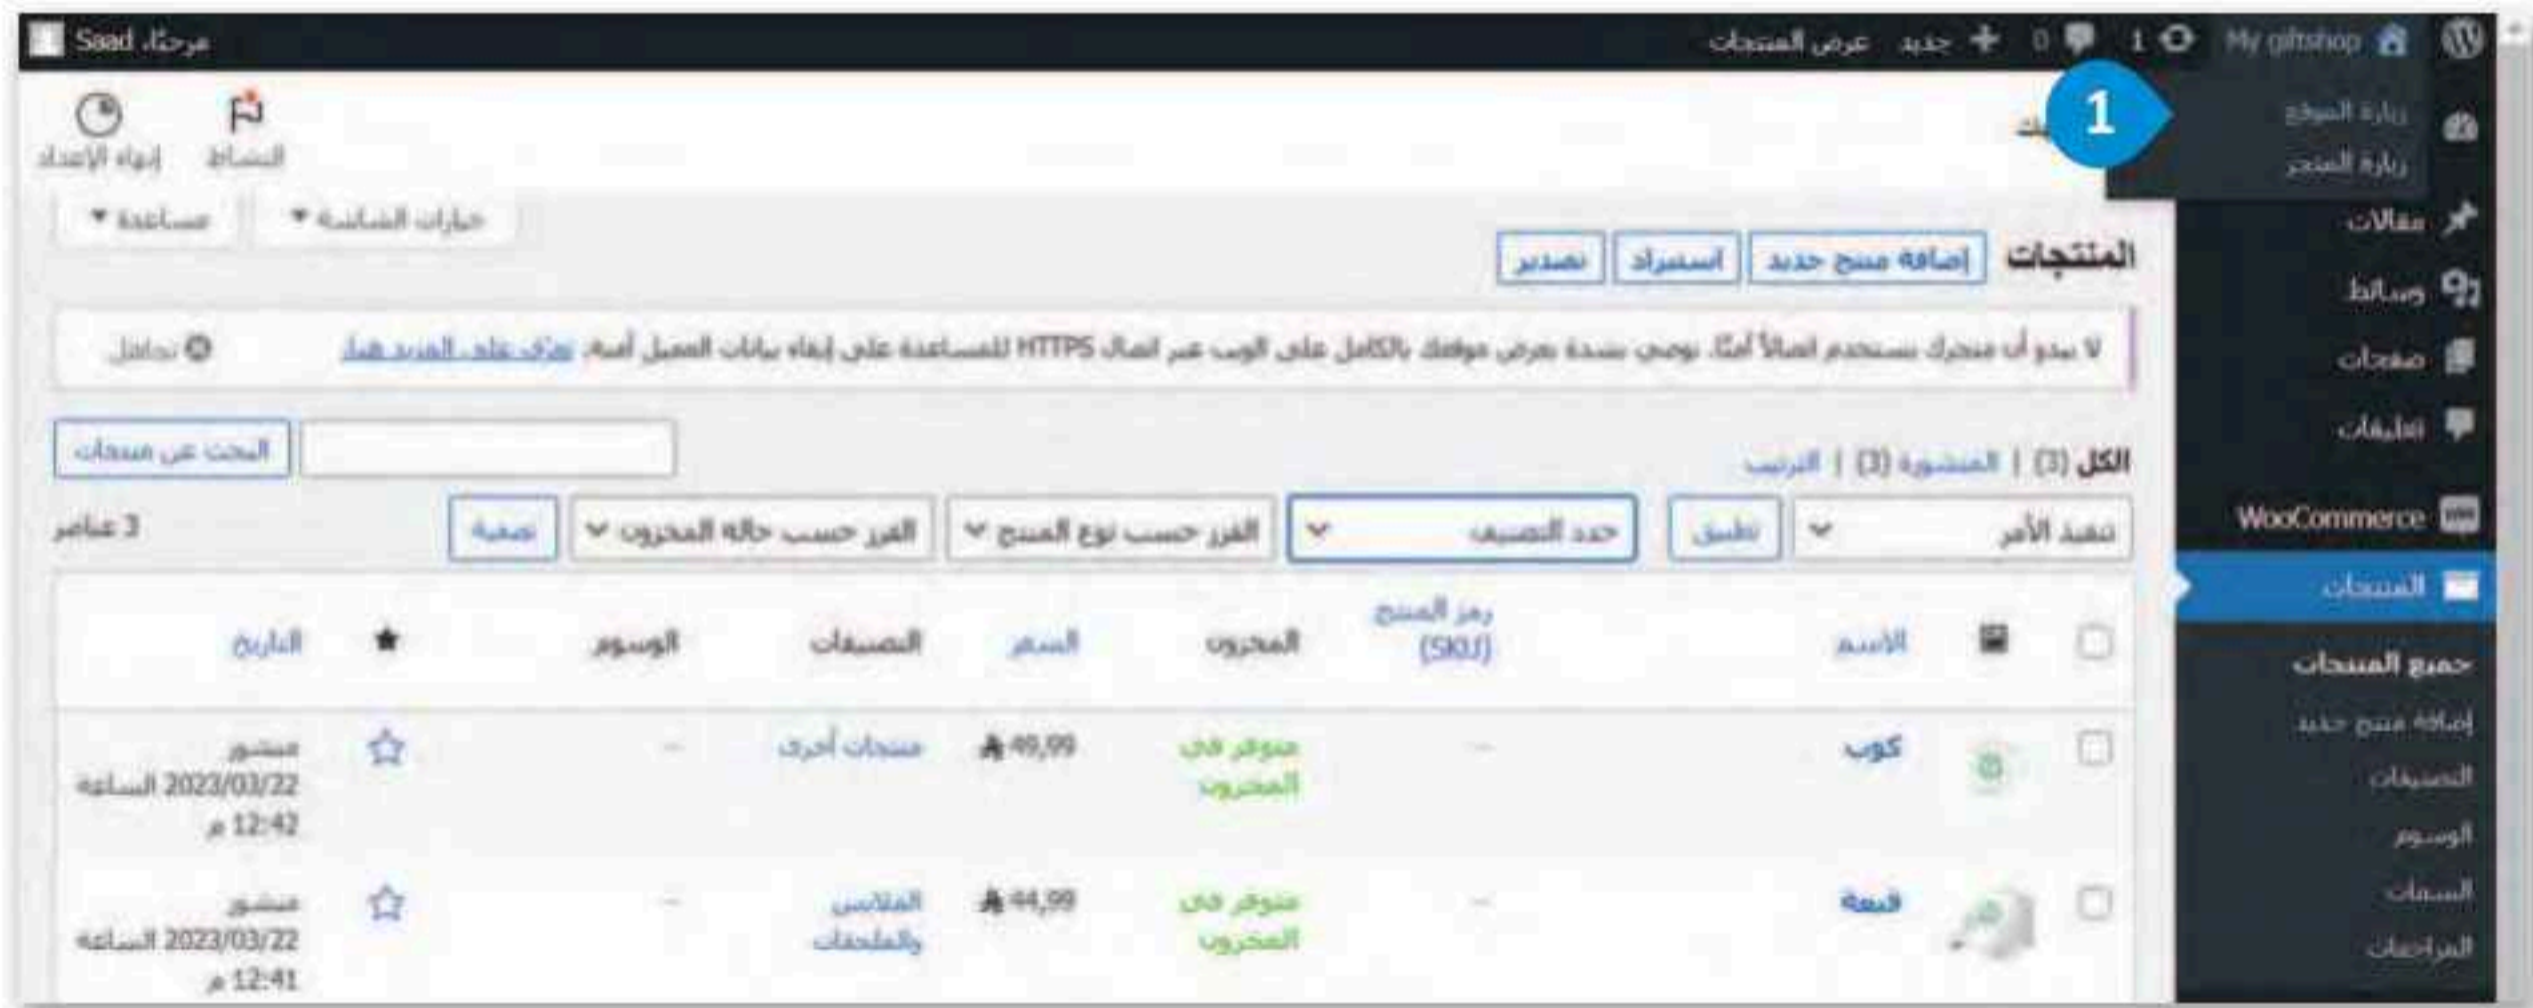 My giftshop 1 0 جديد عرض المنتجات
مرحبًا، Saad
1
زيارة الموقع
زيارة المتجر
النشاط
إنهاء الإعداد
خيارات الشاشة
مساعدة
المنتجات إضافة منتج جديد استيراد تصدير
لا يبدو أن متجرك يستخدم اتصالاً آمنًا. نوصي بشدة بعرض موقعك بالكامل على الويب عبر اتصال HTTPS للمساعدة على إبقاء بيانات العميل آمنة. تعرّف على المزيد هنا. تجاهل
الكل (3) | المنشورة (3) | الترتيب
البحث عن منتجات
تنفيذ الأمر تطبيق حدد التصنيف الفرز حسب نوع المنتج الفرز حسب حالة المخزون تصفية
3 عناصر
الاسم رمز المنتج (SKU) المخزون السعر التصنيفات الوسوم التاريخ
كوب – متوفر في المخزون 49,99 منتجات أخرى – منشور
2023/03/22 الساعة
12:42 م
قبعة – متوفر في المخزون 44,99 الملابس والملحقات – منشور
2023/03/22 الساعة
12:41 م
مقالات
وسائط
صفحات
تعليقات
WooCommerce
المنتجات
جميع المنتجات
إضافة منتج جديد
التصنيفات
الوسوم
السمات
المراجعات